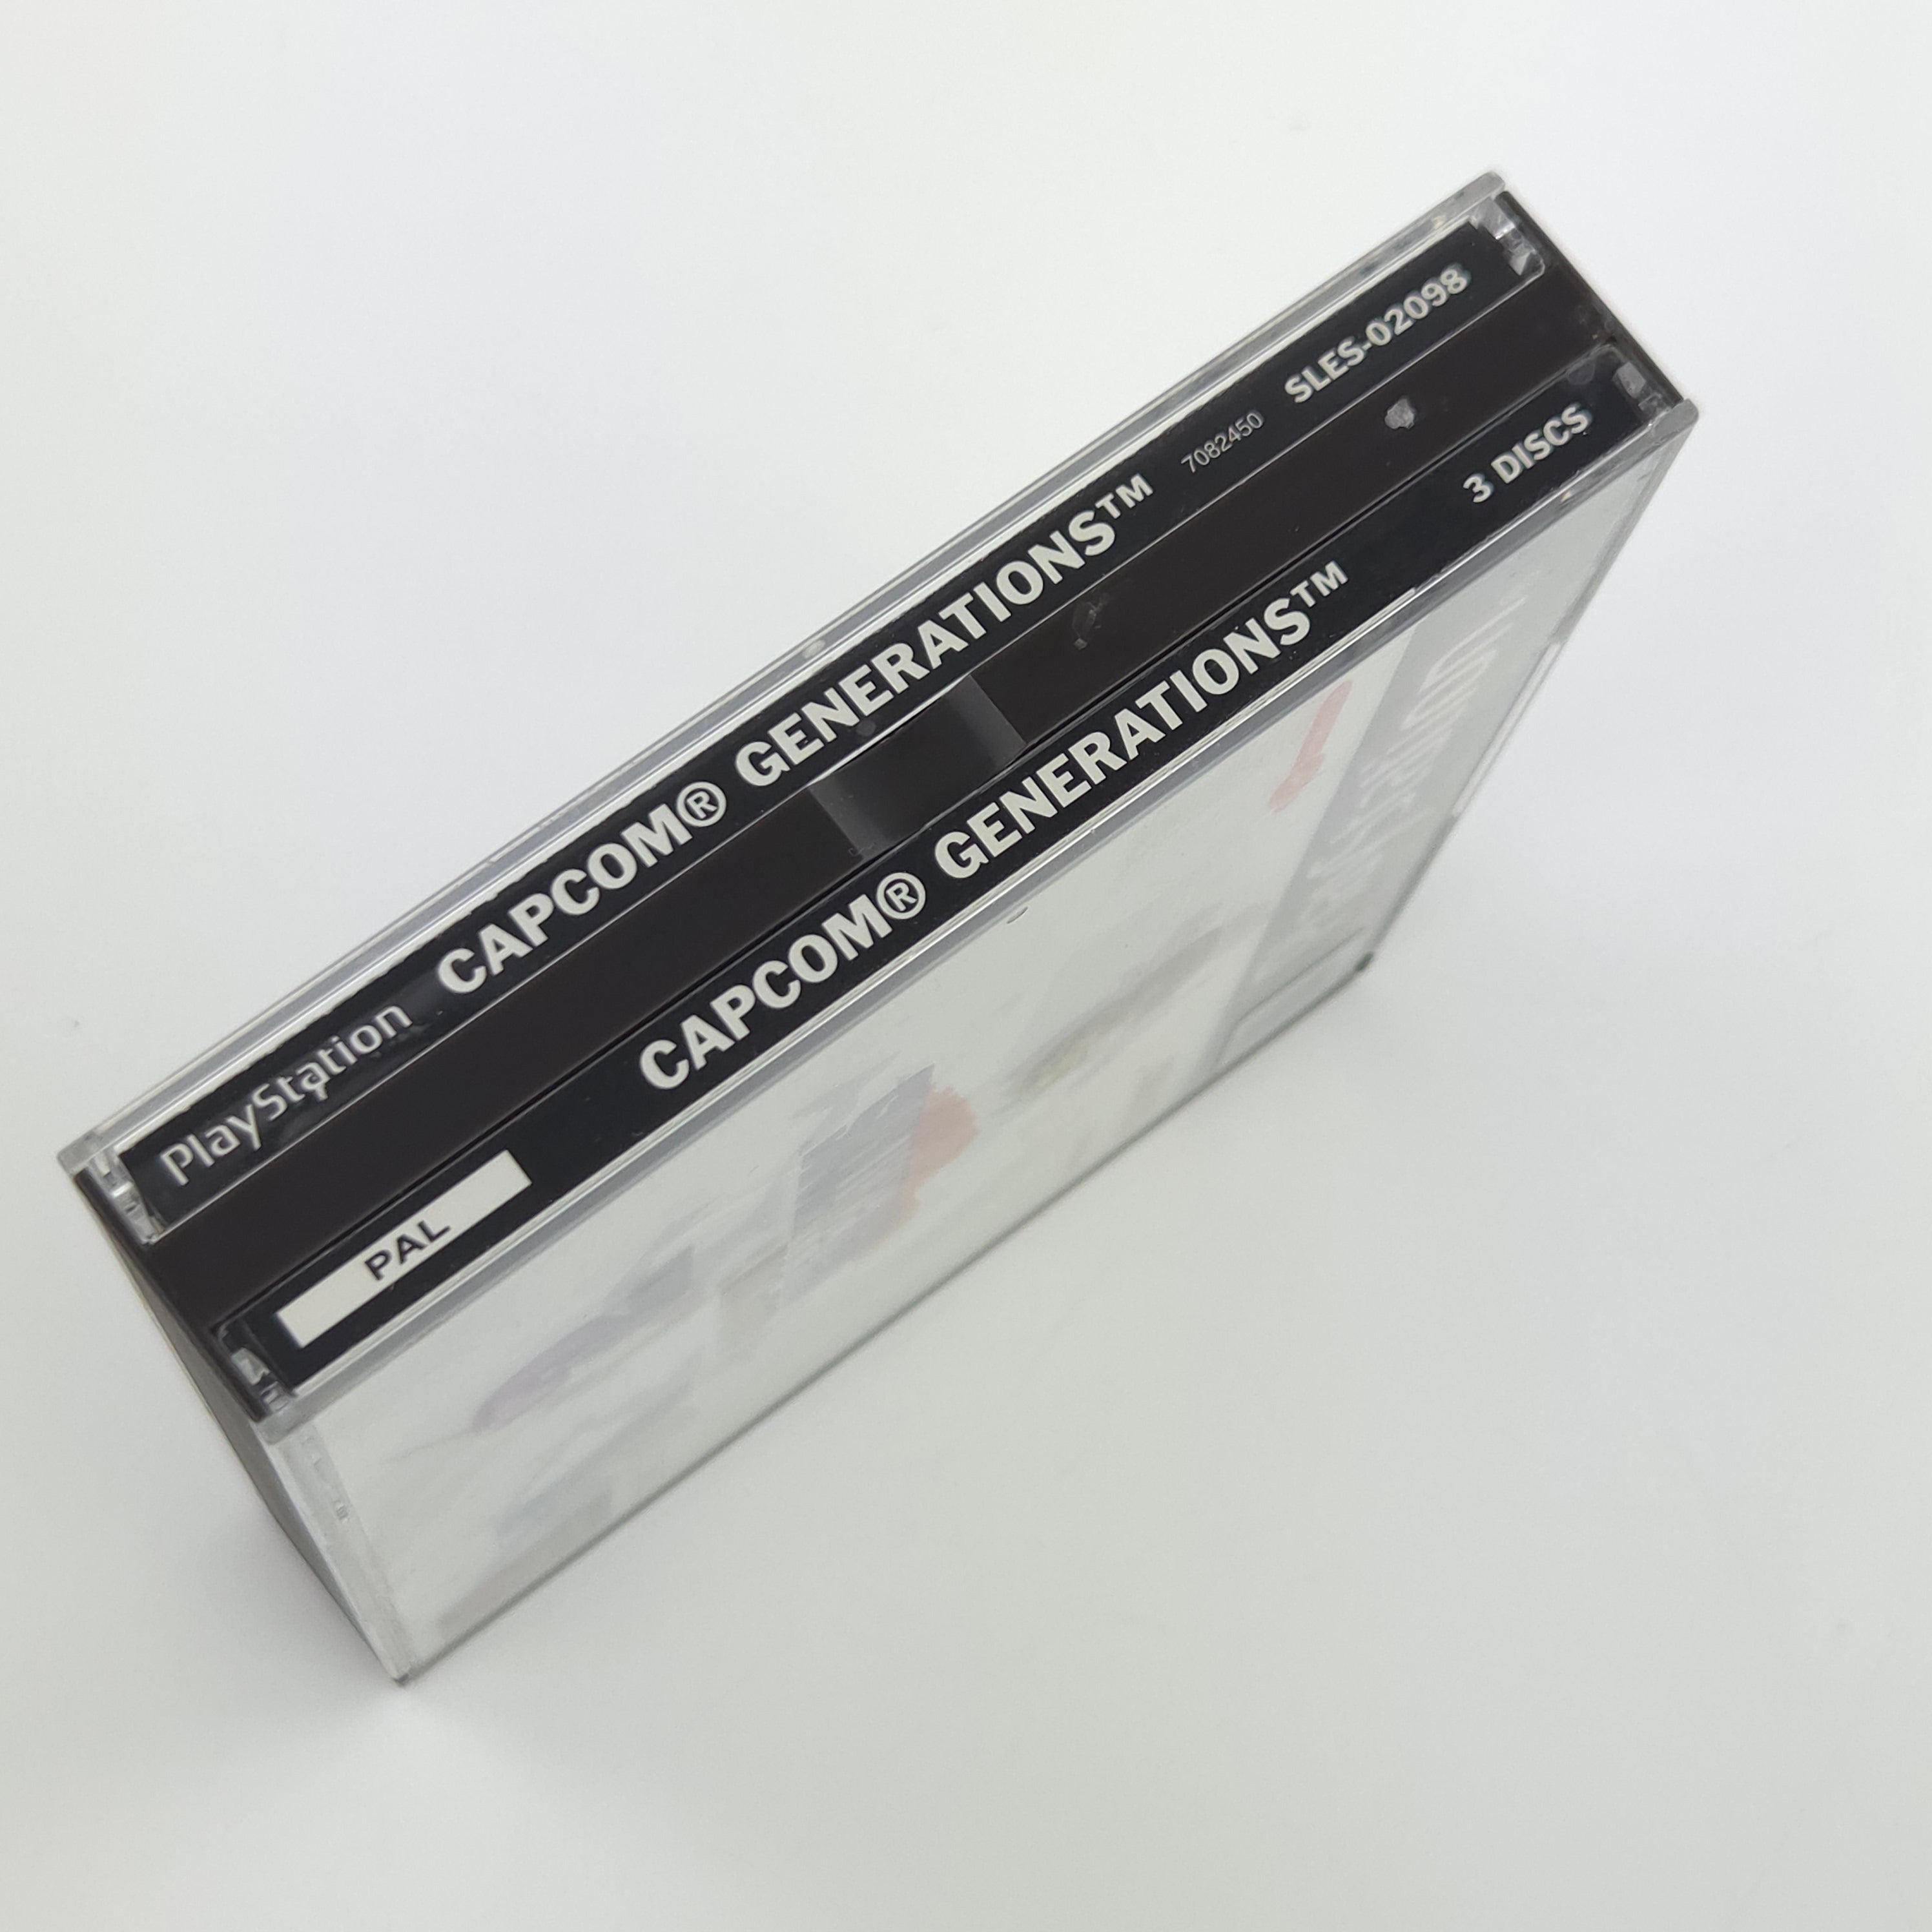 PlayStation CAPCOM® GENERATIONS™ 7082450 SLES-02098
PAL CAPCOM® GENERATIONS™ 3 DISCS